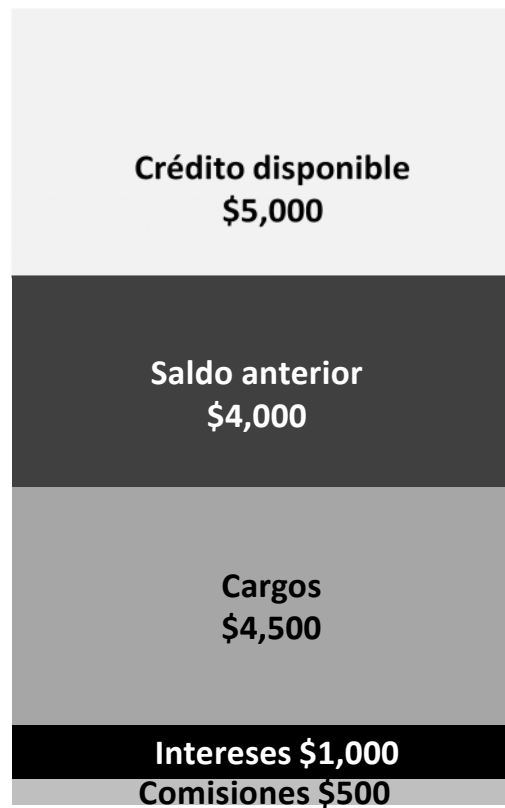 Crédito disponible
$5,000
Saldo anterior
$4,000
Cargos
$4,500
Intereses $1,000
Comisiones $500